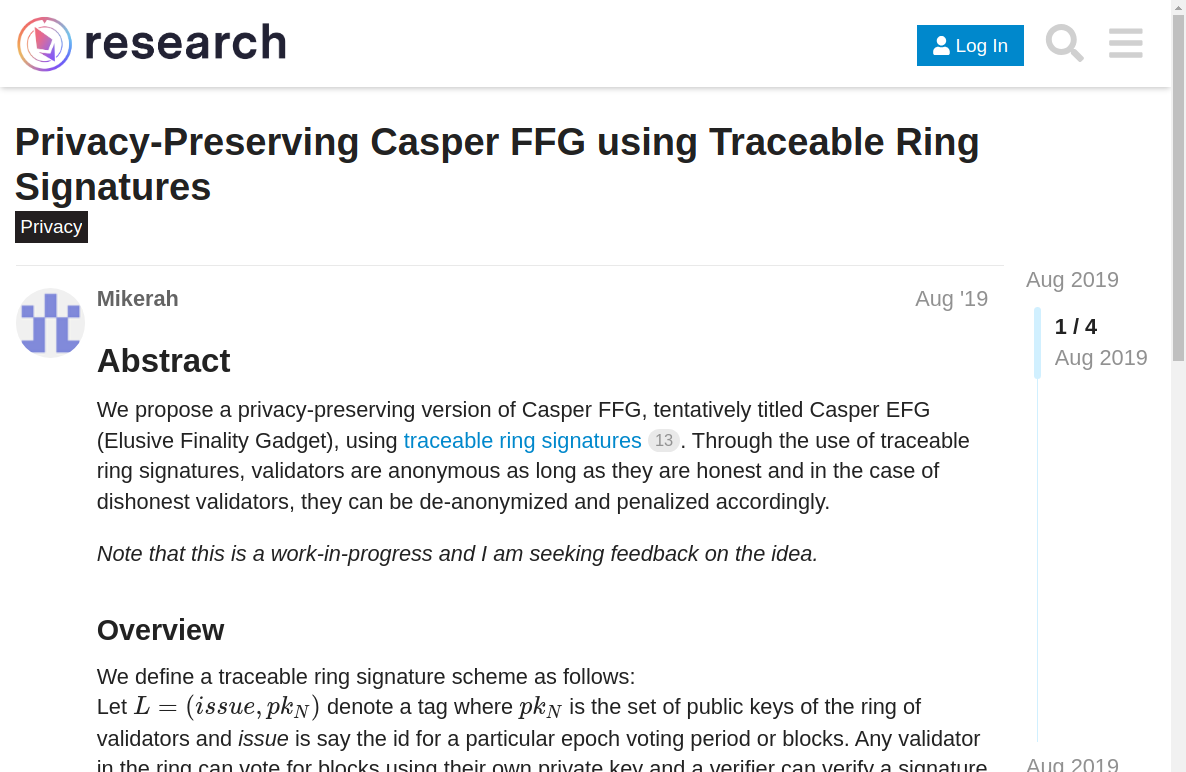 research
Log In
Privacy-Preserving Casper FFG using Traceable Ring
Signatures
Privacy
Mikerah
Aug '19
Abstract
We propose a privacy-preserving version of Casper FFG, tentatively titled Casper EFG
(Elusive Finality Gadget), using traceable ring signatures 13 . Through the use of traceable
ring signatures, validators are anonymous as long as they are honest and in the case of
dishonest validators, they can be de-anonymized and penalized accordingly.
Note that this is a work-in-progress and I am seeking feedback on the idea.
Overview
We define a traceable ring signature scheme as follows:
Let L = (issue, pk_N) denote a tag where pk_N is the set of public keys of the ring of
validators and issue is say the id for a particular epoch voting period or blocks. Any validator
in the ring can vote for blocks using their own private key and a verifier can verify a signature
Aug 2019
1 / 4
Aug 2019
Aug 2019